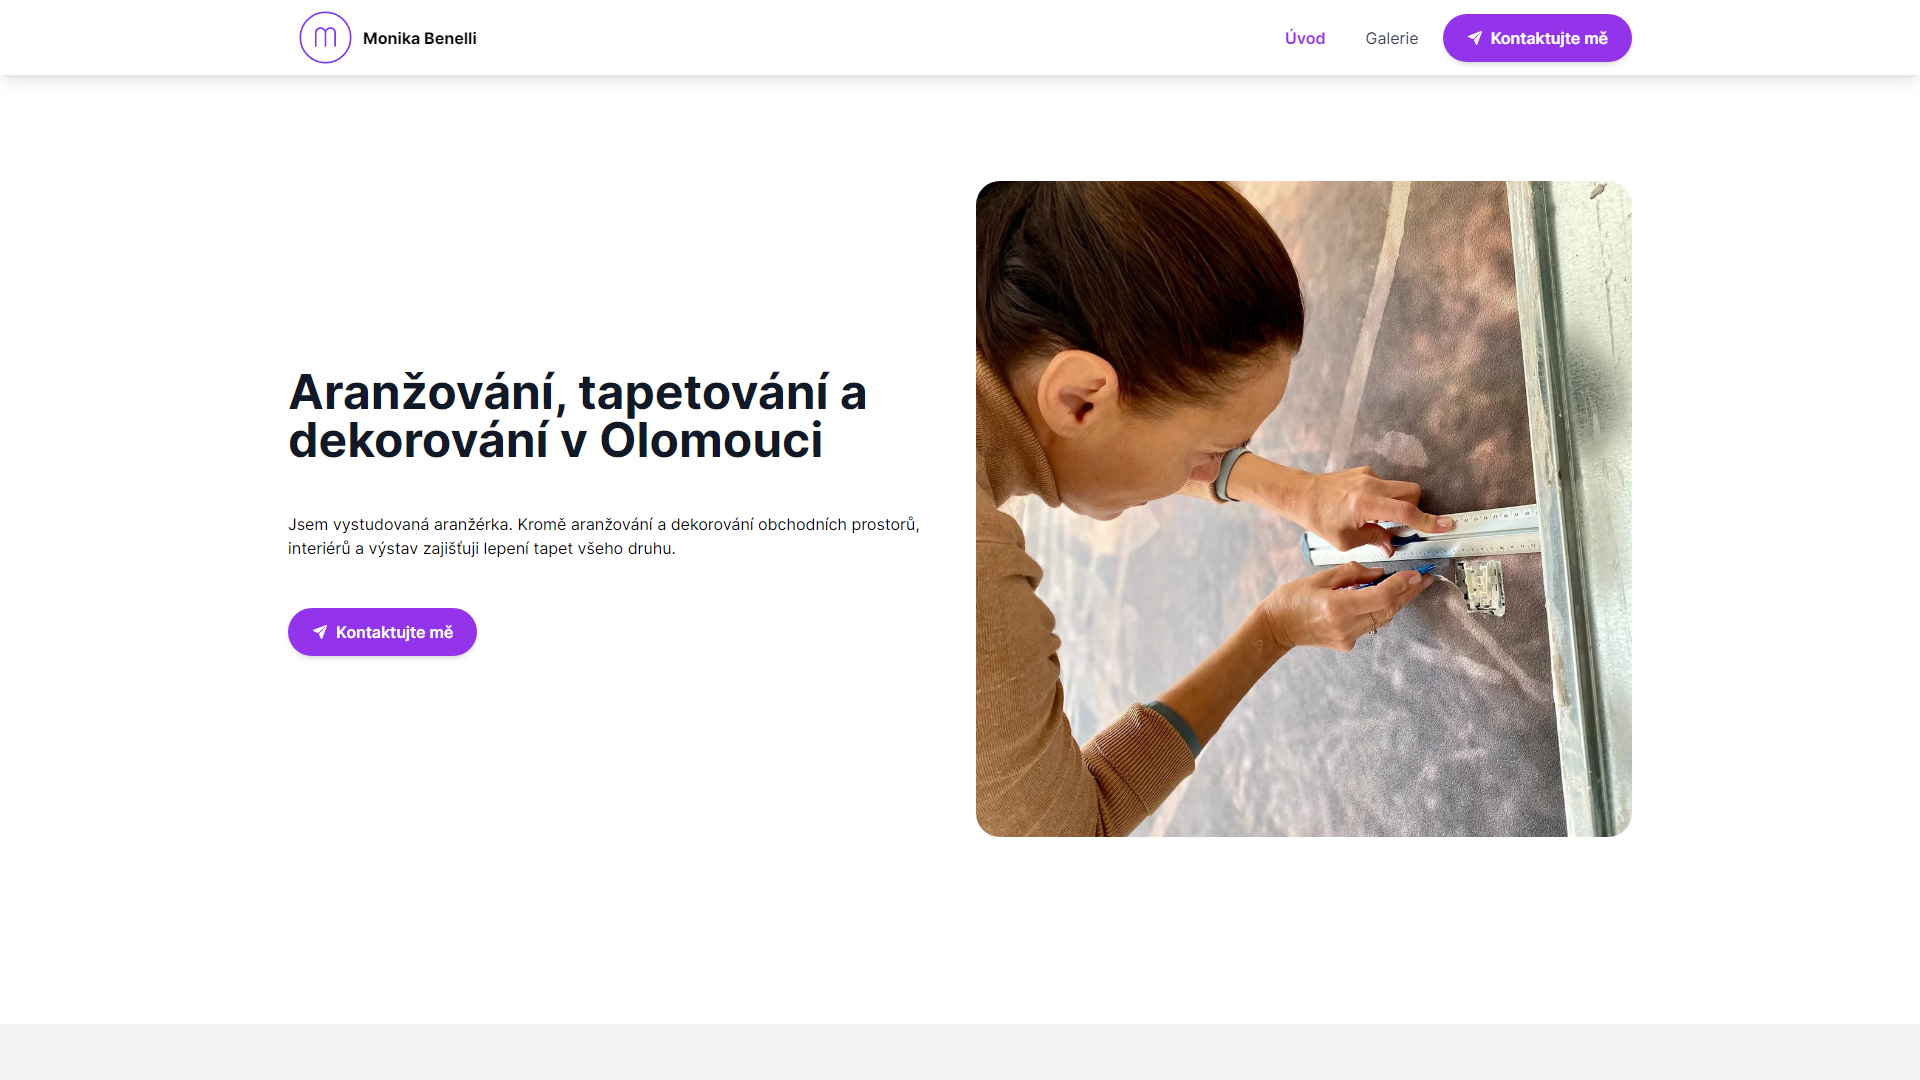 m
Monika Benelli
Úvod
Galerie
Kontaktujte mě
Aranžování, tapetování a
dekorování v Olomouci
Jsem vystudovaná aranžérka. Kromě aranžování a dekorování obchodních prostorů,
interiérů a výstav zajišťuji lepení tapet všeho druhu.
Kontaktujte mě